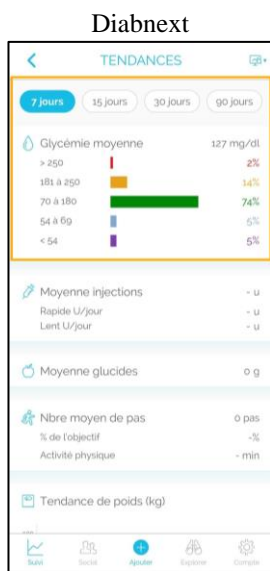 Diabnext
TENDANCES
7 jours 15 jours 30 jours 90 jours
Glycémie moyenne 127 mg/dl
> 250 2%
181 à 250 14%
70 à 180 74%
54 à 69 5%
< 54 5%
Moyenne injections - u
Rapide U/jour - u
Lent U/jour - u
Moyenne glucides 0 g
Nbre moyen de pas 0 pas
% de l'objectif -%
Activité physique - min
Tendance de poids (kg)
Suivi Social Ajouter Explorer Compte